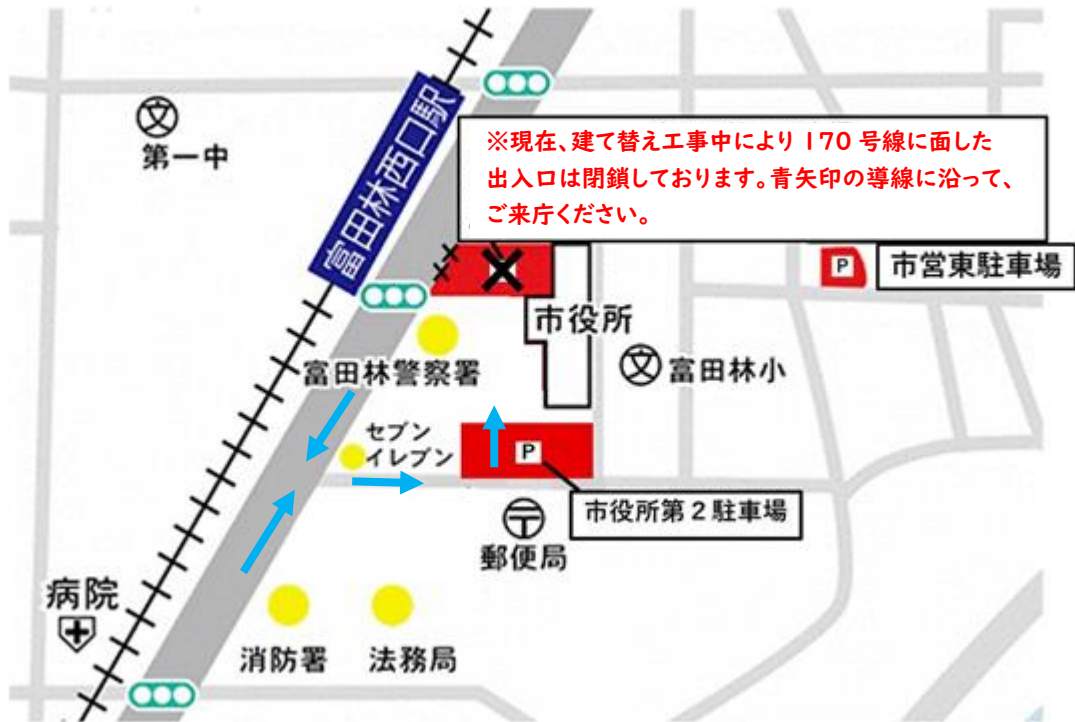 富田林西口駅
第一中
※現在、建て替え工事中により170号線に面した
出入口は閉鎖しております。青矢印の導線に沿って、
ご来庁ください。
P
市営東駐車場
市役所
富田林小
富田林警察署
セブン
イレブン
P
市役所第2駐車場
郵便局
病院
消防署
法務局